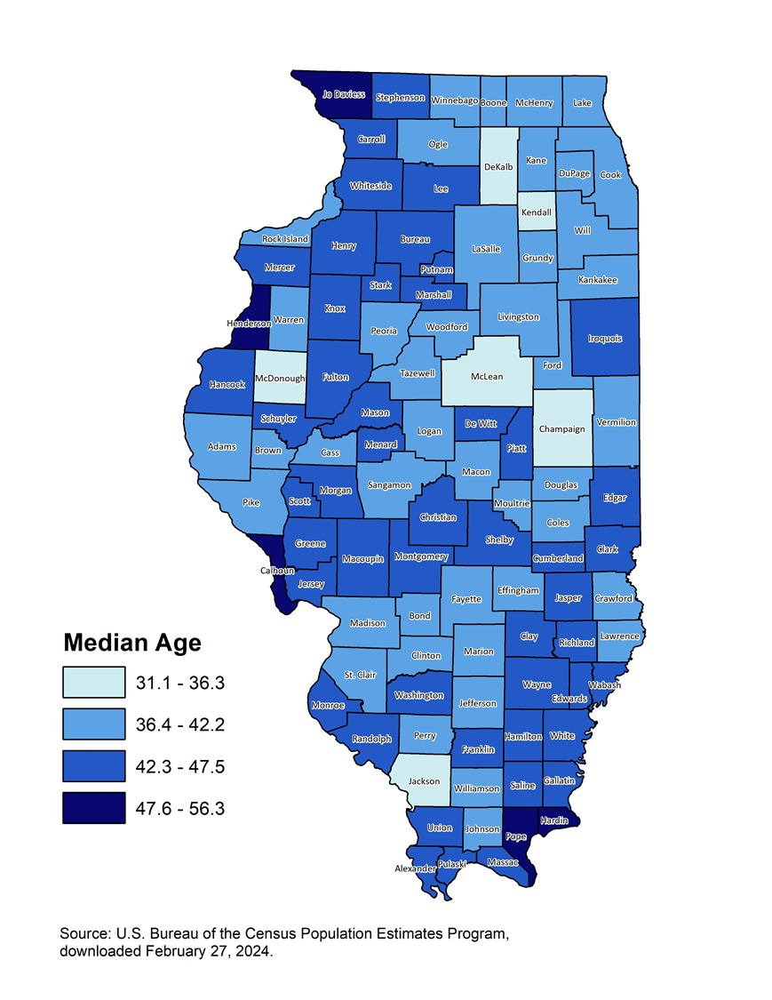 Jo Daviess
Stephenson
Winnebago
Boone
McHenry
Lake
Carroll
Ogle
DeKalb
Kane
DuPage
Cook
Whiteside
Lee
Kendall
Will
Rock Island
Henry
Bureau
LaSalle
Grundy
Mercer
Putnam
Kankakee
Stark
Marshall
Henderson
Warren
Knox
Peoria
Woodford
Livingston
Iroquois
Hancock
McDonough
Fulton
Tazewell
McLean
Ford
Schuyler
Mason
Logan
De Witt
Champaign
Vermilion
Adams
Brown
Cass
Menard
Piatt
Macon
Pike
Scott
Morgan
Sangamon
Douglas
Edgar
Moultrie
Christian
Coles
Greene
Macoupin
Montgomery
Shelby
Cumberland
Clark
Calhoun
Jersey
Fayette
Effingham
Jasper
Crawford
Madison
Bond
Clay
Richland
Lawrence
Clinton
Marion
St. Clair
Wayne
Edwards
Wabash
Monroe
Washington
Jefferson
Randolph
Perry
Franklin
Hamilton
White
Jackson
Williamson
Saline
Gallatin
Union
Johnson
Pope
Hardin
Alexander
Pulaski
Massac
Median Age
31.1 - 36.3
36.4 - 42.2
42.3 - 47.5
47.6 - 56.3
Source: U.S. Bureau of the Census Population Estimates Program,
downloaded February 27, 2024.